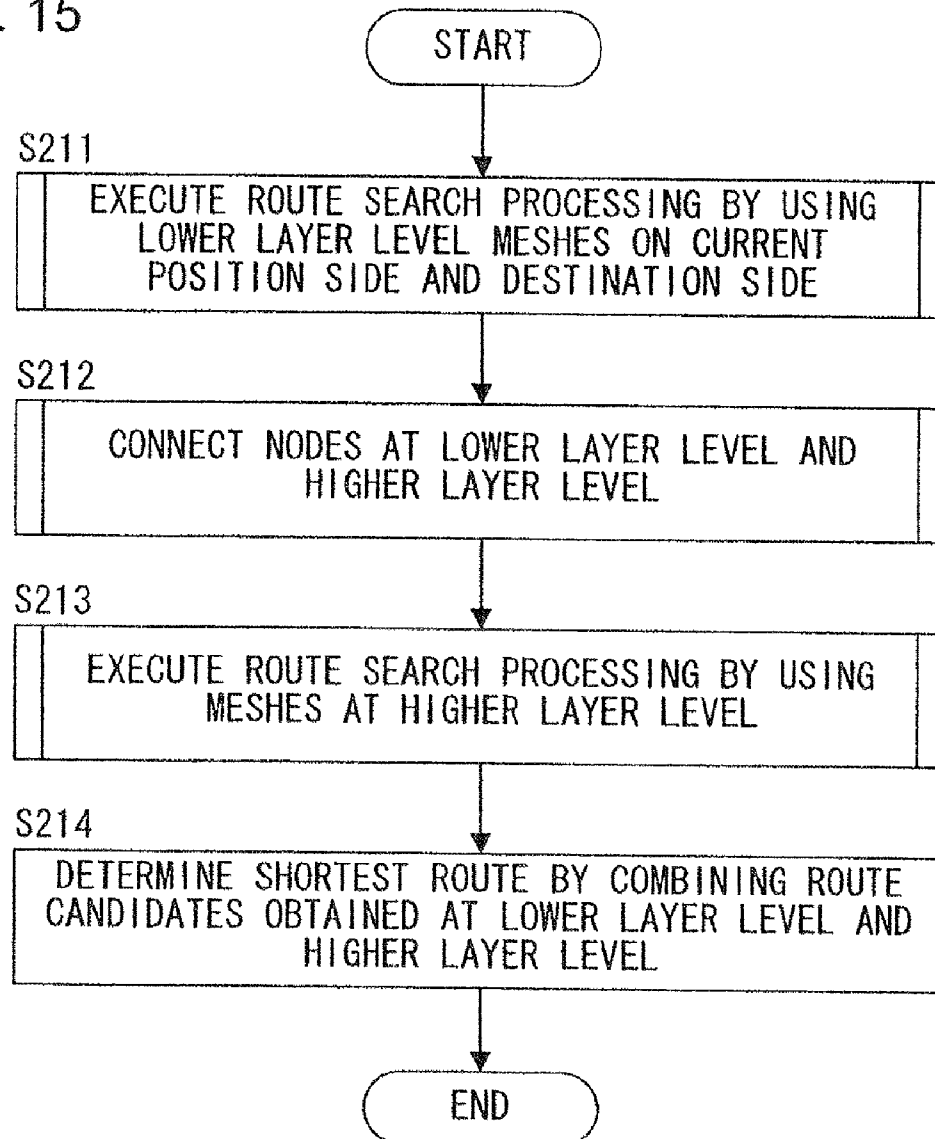 . 15
START
S211
EXECUTE ROUTE SEARCH PROCESSING BY USING
LOWER LAYER LEVEL MESHES ON CURRENT
POSITION SIDE AND DESTINATION SIDE
S212
CONNECT NODES AT LOWER LAYER LEVEL AND
HIGHER LAYER LEVEL
S213
EXECUTE ROUTE SEARCH PROCESSING BY USING
MESHES AT HIGHER LAYER LEVEL
S214
DETERMINE SHORTEST ROUTE BY COMBINING ROUTE
CANDIDATES OBTAINED AT LOWER LAYER LEVEL AND
HIGHER LAYER LEVEL
END